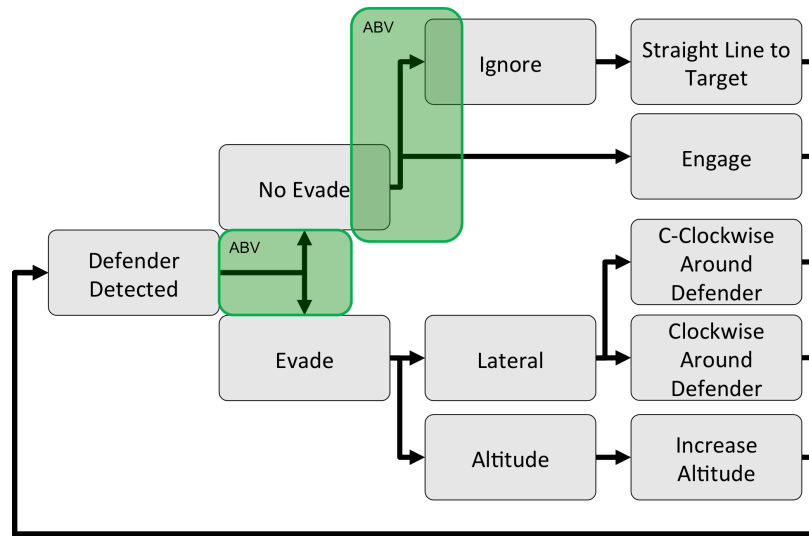 ABV
Ignore
Straight Line to
Target
No Evade
Engage
ABV
Defender
Detected
C-Clockwise
Around
Defender
Evade
Lateral
Clockwise
Around
Defender
Altitude
Increase
Altitude